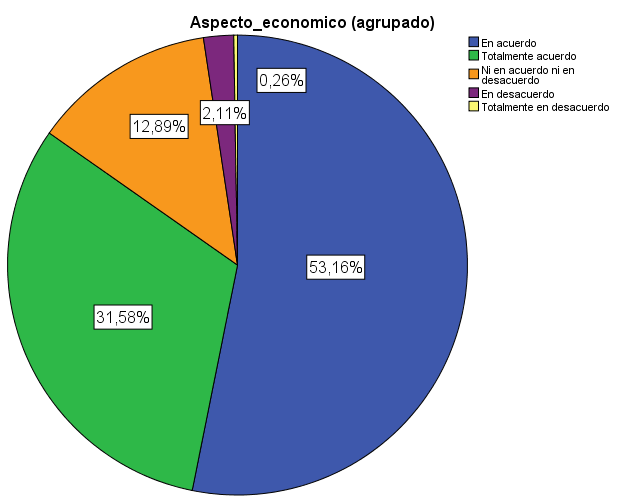 Aspecto_economico (agrupado)
En acuerdo
Totalmente acuerdo
Ni en acuerdo ni en
desacuerdo
En desacuerdo
Totalmente en desacuerdo
0,26%
2,11%
12,89%
53,16%
31,58%